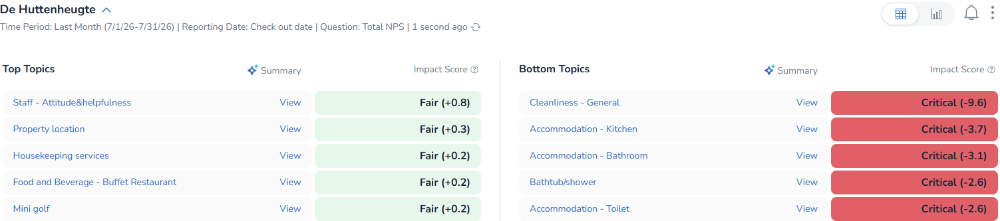 De Huttenheugte
Time Period: Last Month (7/1/26-7/31/26) | Reporting Date: Check out date | Question: Total NPS | 1 second ago
Top Topics Summary Impact Score ?
Staff - Attitude&helpfulness View Fair (+0.8)
Property location View Fair (+0.3)
Housekeeping services View Fair (+0.2)
Food and Beverage - Buffet Restaurant View Fair (+0.2)
Mini golf View Fair (+0.2)
Bottom Topics Summary Impact Score ?
Cleanliness - General View Critical (-9.6)
Accommodation - Kitchen View Critical (-3.7)
Accommodation - Bathroom View Critical (-3.1)
Bathtub/shower View Critical (-2.6)
Accommodation - Toilet View Critical (-2.6)